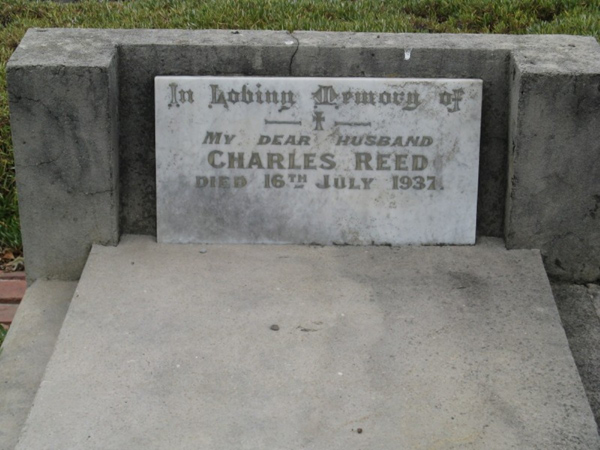 In Loving Memory of
MY DEAR HUSBAND
CHARLES REED
DIED 16TH JULY 1937.